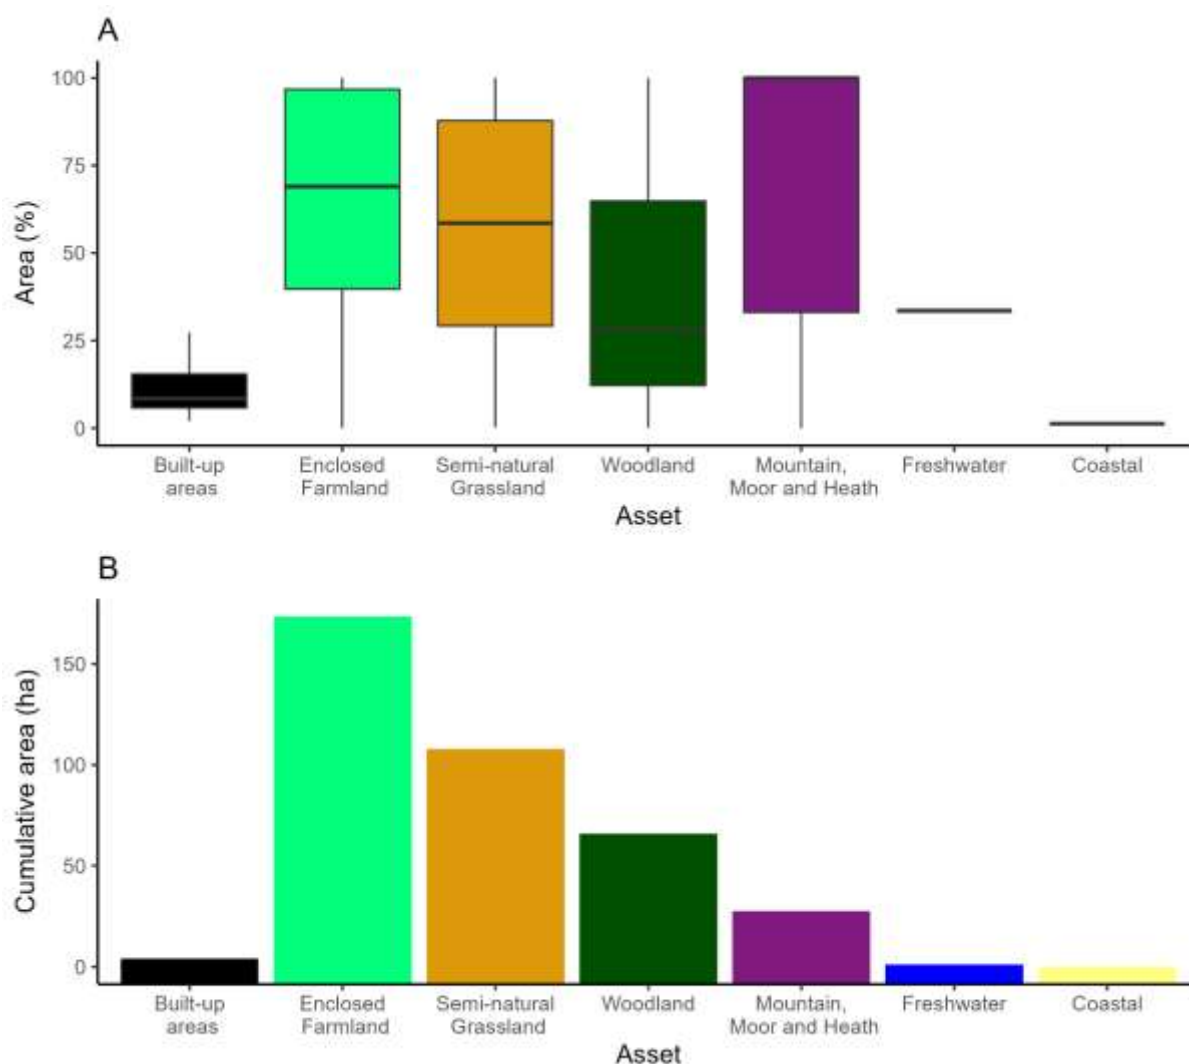 A
Area (%)
100
75
50
25
0
Built-up
areas
Enclosed
Farmland
Semi-natural
Grassland
Woodland
Mountain,
Moor and Heath
Freshwater
Coastal
Asset
B
Cumulative area (ha)
150
100
50
0
Built-up
areas
Enclosed
Farmland
Semi-natural
Grassland
Woodland
Mountain,
Moor and Heath
Freshwater
Coastal
Asset